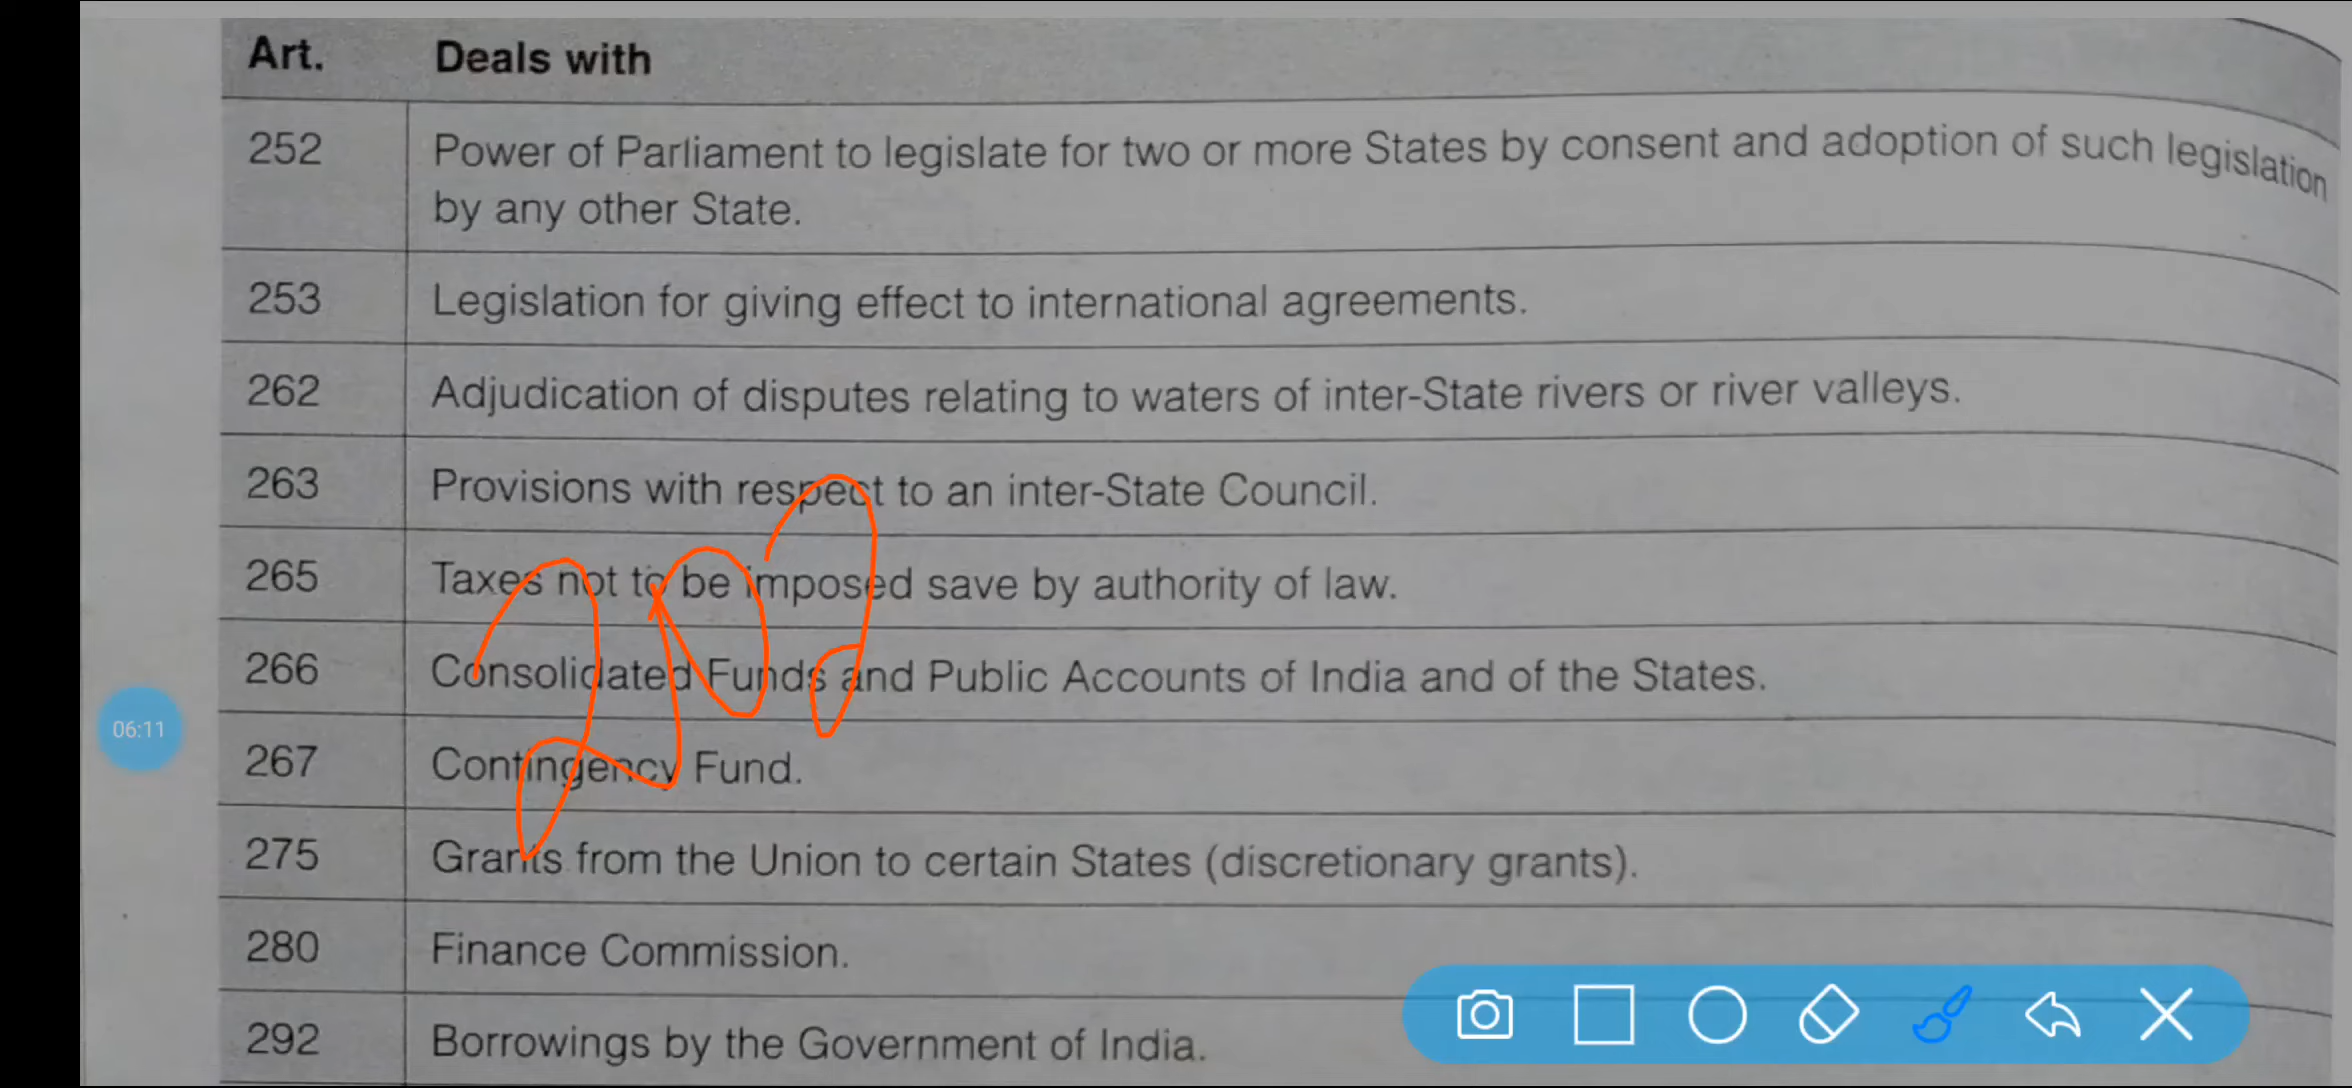 Art. Deals with
252 Power of Parliament to legislate for two or more States by consent and adoption of such legislation
by any other State.
253 Legislation for giving effect to international agreements.
262 Adjudication of disputes relating to waters of inter-State rivers or river valleys.
263 Provisions with respect to an inter-State Council.
265 Taxes not to be imposed save by authority of law.
266 Consolidated Funds and Public Accounts of India and of the States.
06:11
267 Contingency Fund.
275 Grants from the Union to certain States (discretionary grants).
280 Finance Commission.
292 Borrowings by the Government of India.